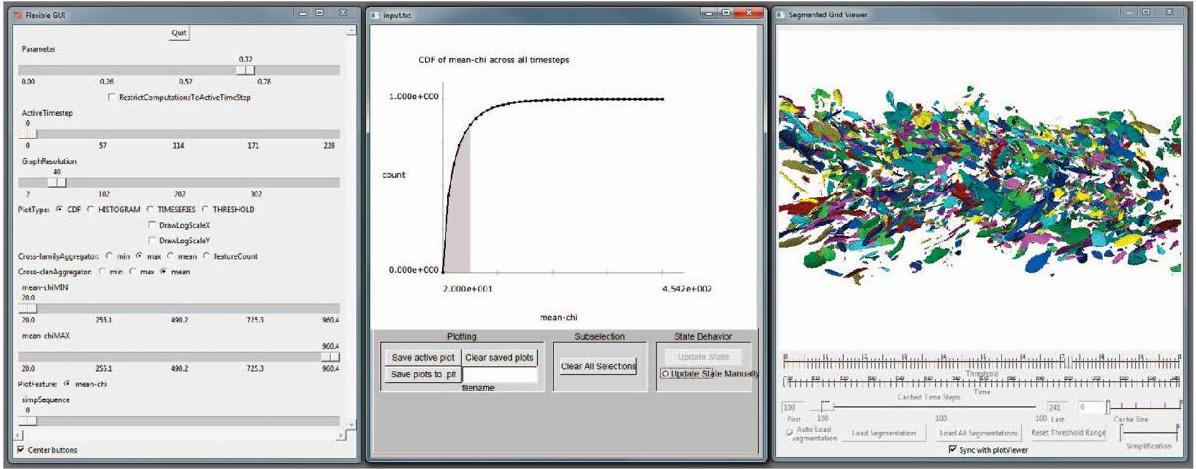 Flexible GUI
Quit
Parameter
0.72
0.00 0.26 0.52 0.78
RestrictComputationsToActiveTimeStep
ActiveTimestep
0
0 57 114 171 228
GraphResolution
40
2 102 202 302
PlotType: CDF HISTOGRAM TIMESERIES THRESHOLD
DrawLogScaleX
DrawLogScaleY
Cross-familyAggregator: min max mean featureCount
Cross-clanAggregator: min max mean
mean-chiMIN
20.0
20.0 255.1 490.2 725.3 960.4
mean-chiMAX
960.4
20.0 255.1 490.2 725.3 960.4
PlotFeature: mean-chi
simpSequence
0
Center buttons
input.txt
CDF of mean-chi across all timesteps
1.000e+000
count
0.000e+000
2.000e+001 4.542e+002
mean-chi
Plotting Subselection State Behavior
Save active plot Clear saved plots Clear All Selections Update State
Save plots to .plt Update State Manually
filename
Segmented Grid Viewer
Threshold
Time
Cached Time Steps
100 241 0
First 100 100 100 Last Cache Size
Auto Load segmentation Load Segmentation Load All Segmentations Reset Threshold Range
Simplification
Sync with plotViewer